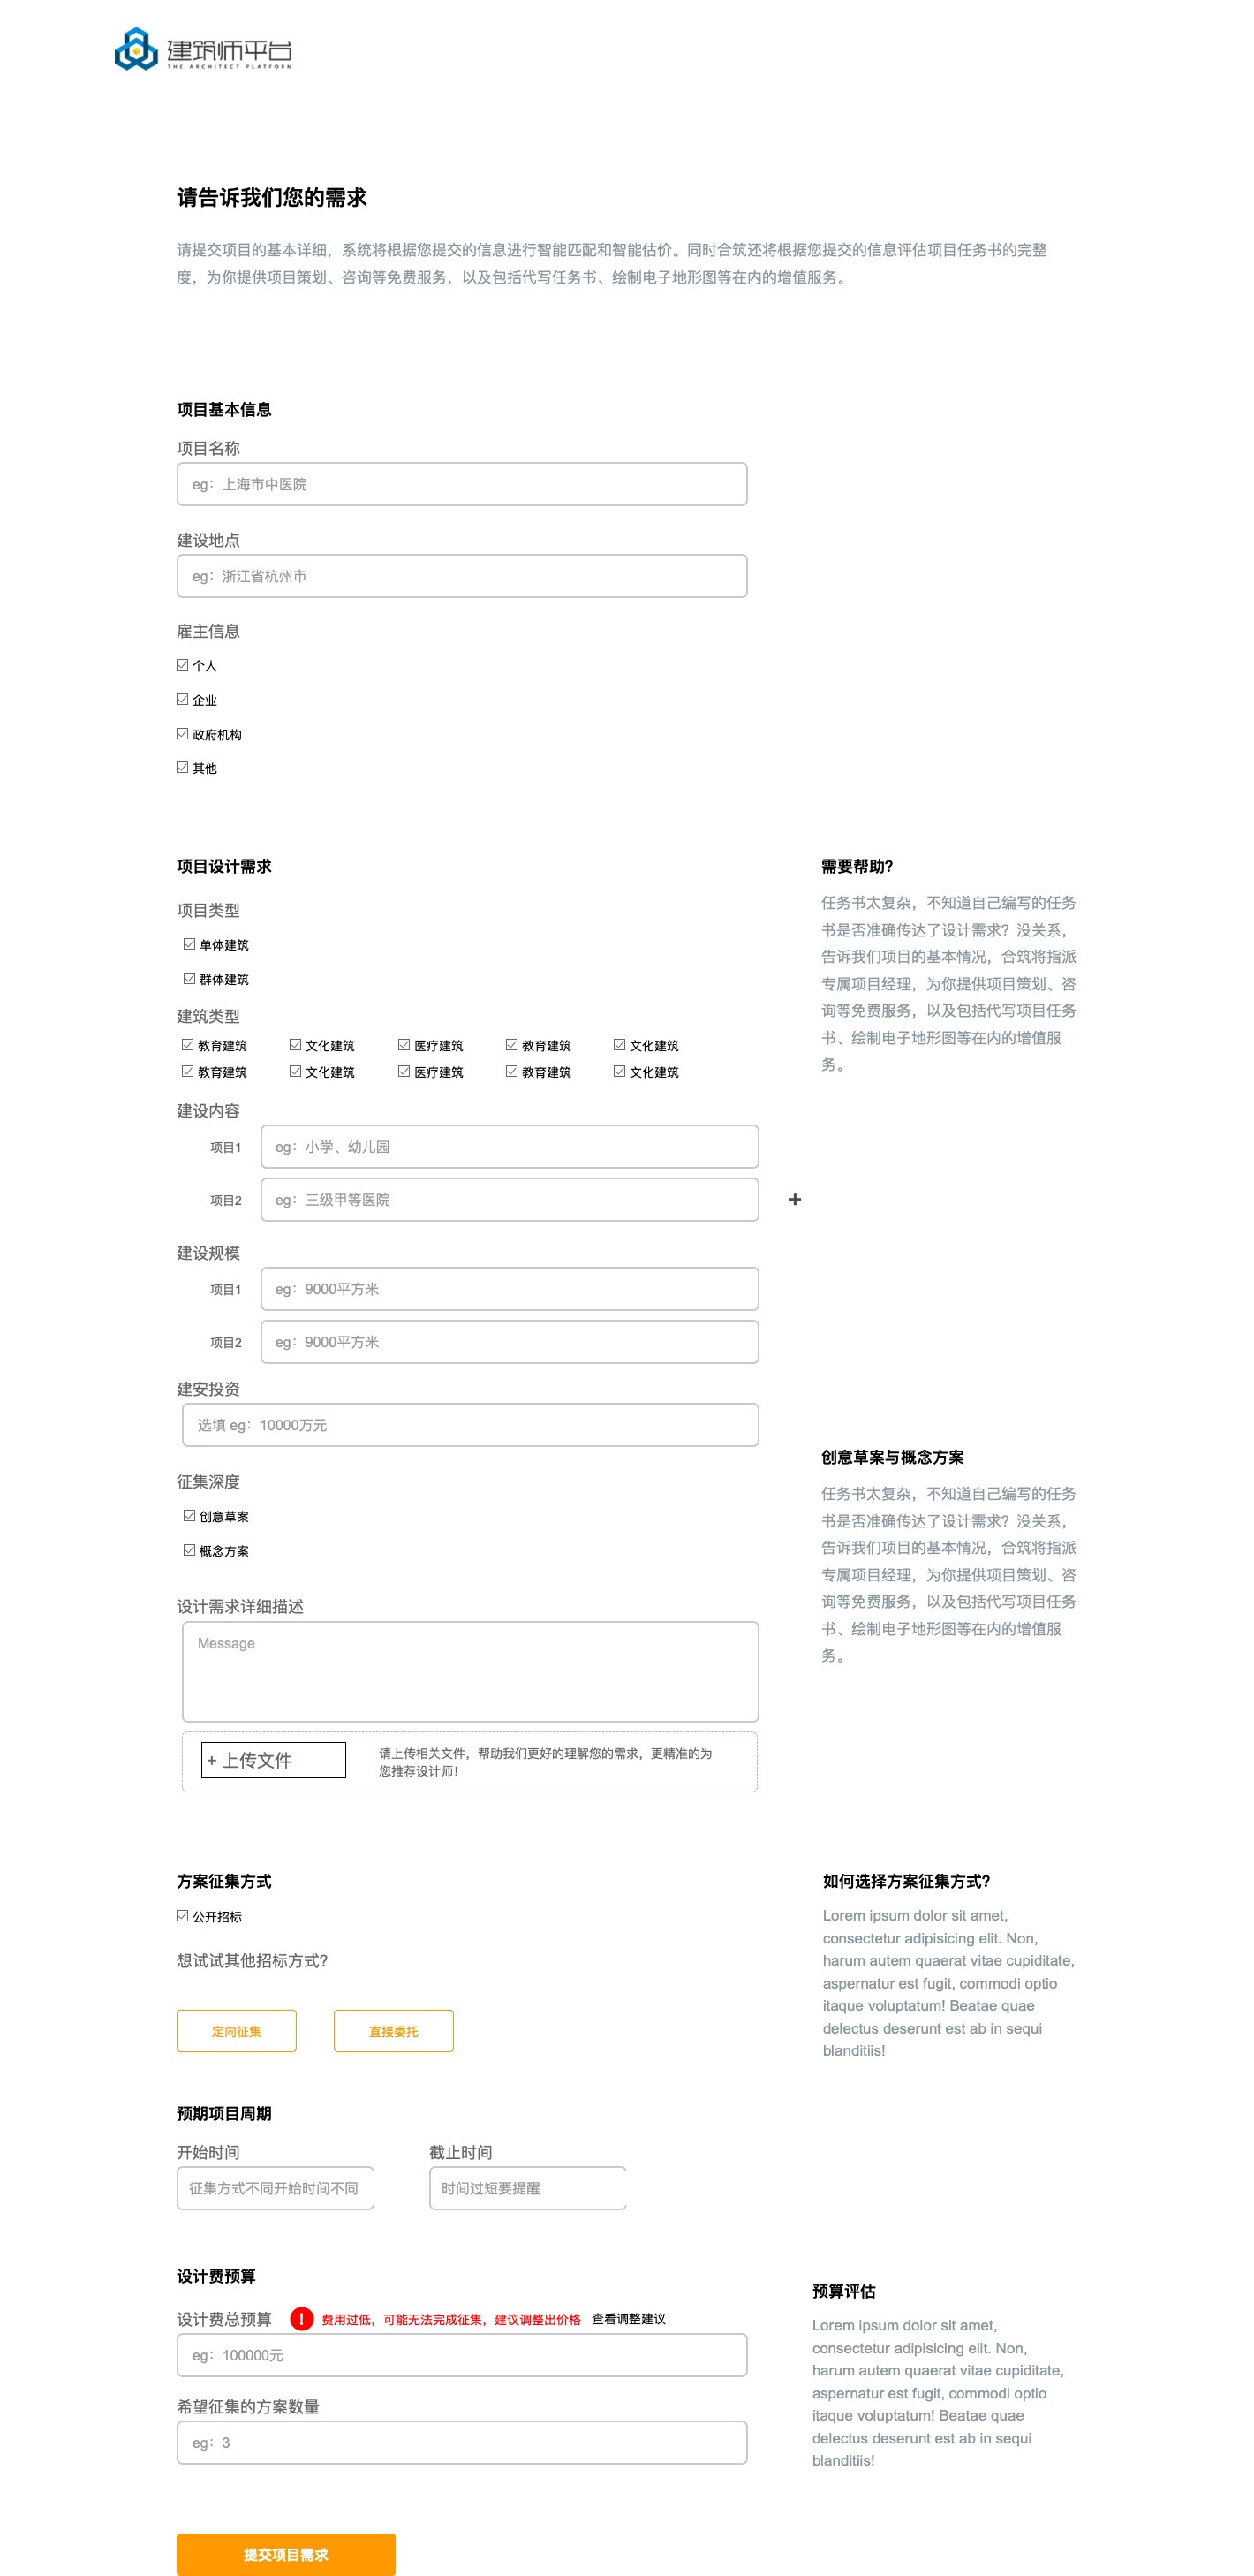 建筑师平台
THE ARCHITECT PLATFORM
请告诉我们您的需求
请提交项目的基本详细，系统将根据您提交的信息进行智能匹配和智能估价。同时合筑还将根据您提交的信息评估项目任务书的完整
度，为你提供项目策划、咨询等免费服务，以及包括代写任务书、绘制电子地形图等在内的增值服务。
项目基本信息
项目名称
eg：上海市中医院
建设地点
eg：浙江省杭州市
雇主信息
个人
企业
政府机构
其他
项目设计需求
项目类型
单体建筑
群体建筑
建筑类型
教育建筑 文化建筑 医疗建筑 教育建筑 文化建筑
教育建筑 文化建筑 医疗建筑 教育建筑 文化建筑
建设内容
项目1 eg：小学、幼儿园
项目2 eg：三级甲等医院 +
建设规模
项目1 eg：9000平方米
项目2 eg：9000平方米
建安投资
选填 eg：10000万元
征集深度
创意草案
概念方案
设计需求详细描述
Message
+ 上传文件
请上传相关文件，帮助我们更好的理解您的需求，更精准的为
您推荐设计师！
需要帮助？
任务书太复杂，不知道自己编写的任务
书是否准确传达了设计需求？没关系，
告诉我们项目的基本情况，合筑将指派
专属项目经理，为你提供项目策划、咨
询等免费服务，以及包括代写项目任务
书、绘制电子地形图等在内的增值服
务。
创意草案与概念方案
任务书太复杂，不知道自己编写的任务
书是否准确传达了设计需求？没关系，
告诉我们项目的基本情况，合筑将指派
专属项目经理，为你提供项目策划、咨
询等免费服务，以及包括代写项目任务
书、绘制电子地形图等在内的增值服
务。
方案征集方式
公开招标
想试试其他招标方式？
定向征集 直接委托
如何选择方案征集方式？
Lorem ipsum dolor sit amet,
consectetur adipisicing elit. Non,
harum autem quaerat vitae cupiditate,
aspernatur est fugit, commodi optio
itaque voluptatum! Beatae quae
delectus deserunt est ab in sequi
blanditiis!
预期项目周期
开始时间 截止时间
征集方式不同开始时间不同 时间过短要提醒
设计费预算
设计费总预算 ! 费用过低，可能无法完成征集，建议调整出价格 查看调整建议
eg：100000元
希望征集的方案数量
eg：3
预算评估
Lorem ipsum dolor sit amet,
consectetur adipisicing elit. Non,
harum autem quaerat vitae cupiditate,
aspernatur est fugit, commodi optio
itaque voluptatum! Beatae quae
delectus deserunt est ab in sequi
blanditiis!
提交项目需求